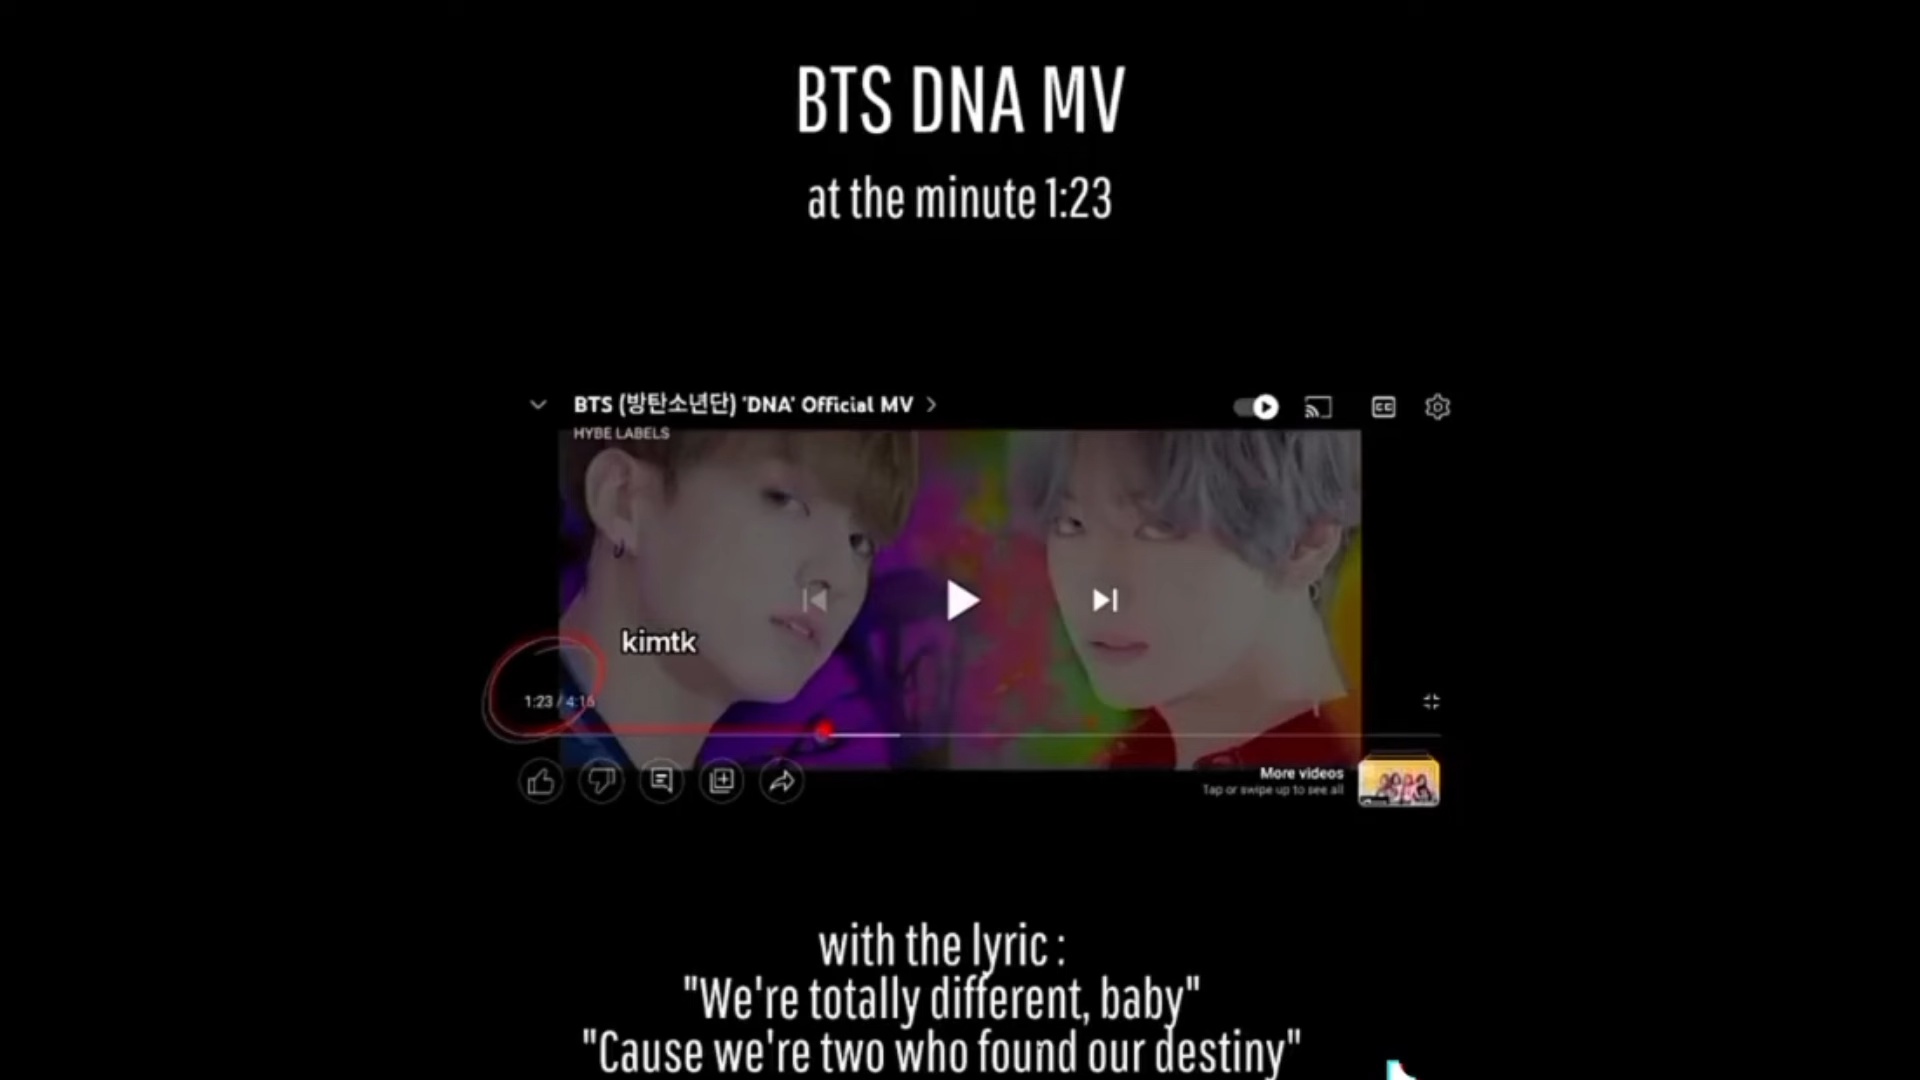 BTS DNA MV
at the minute 1:23
BTS (방탄소년단) 'DNA' Official MV
HYBE LABELS
CC
kimtk
1:23 / 4:16
More videos
Tap or swipe up to see all
with the lyric :
"We're totally different, baby"
"Cause we're two who found our destiny"